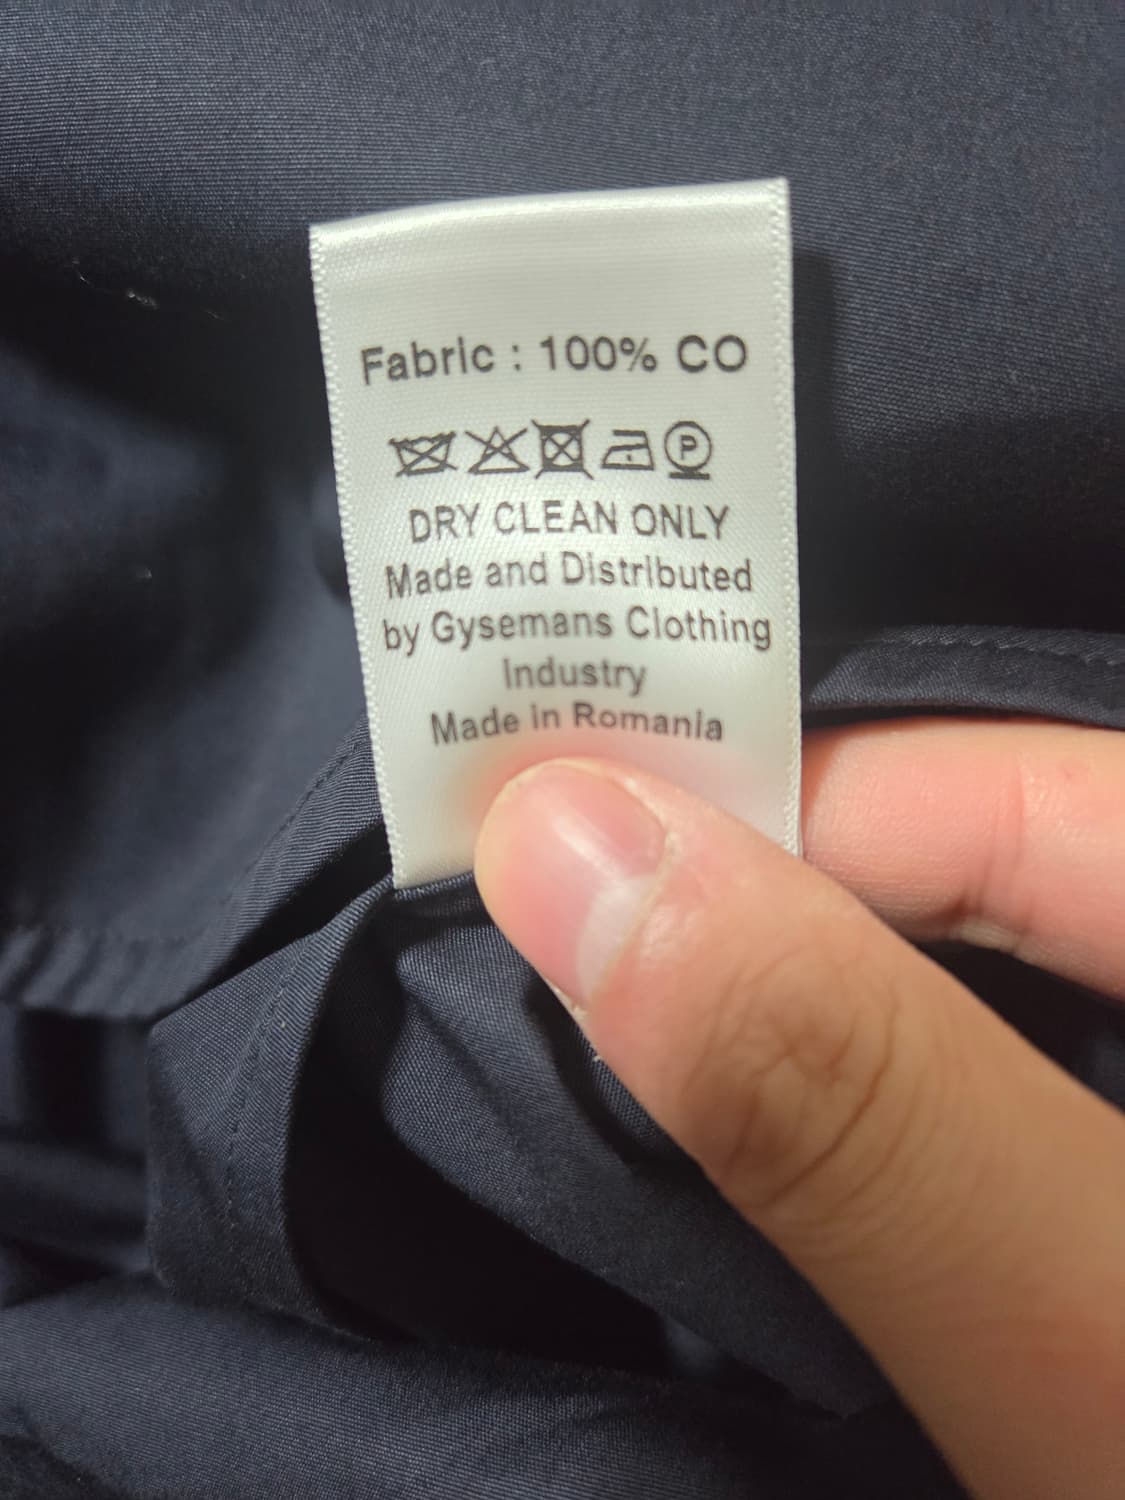 Fabric : 100% CO
P
DRY CLEAN ONLY
Made and Distributed
by Gysemans Clothing
Industry
Made in Romania